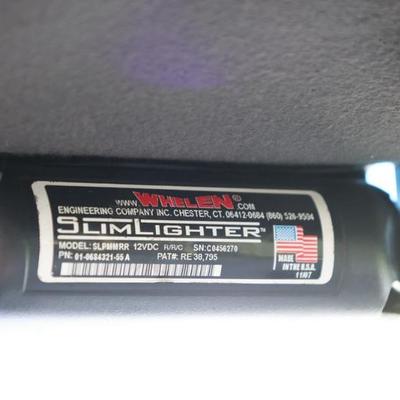 WWW WHELEN ® .COM
ENGINEERING COMPANY INC. CHESTER, CT. 06412-0684 (860) 526-9504
SLIMLIGHTER™
MODEL: SLPMMRR 12VDC R/R/C SN: C0456270
PN: 01-0684321-55 A PAT#: RE 38,795
MADE
IN THE U.S.A.
11/07